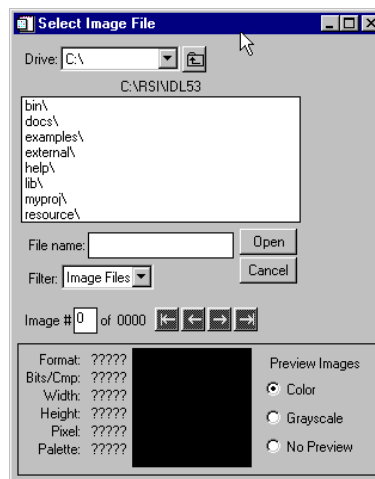 Select Image File
Drive: C:\
C:\RSI\IDL53
bin\
docs\
examples\
external\
help\
lib\
myproj\
resource\
File name: Open
Filter: Image Files Cancel
Image # 0 of 0000
Format: ?????
Bits/Cmp: ?????
Width: ?????
Height: ?????
Pixel: ?????
Palette: ?????
Preview Images
Color
Grayscale
No Preview